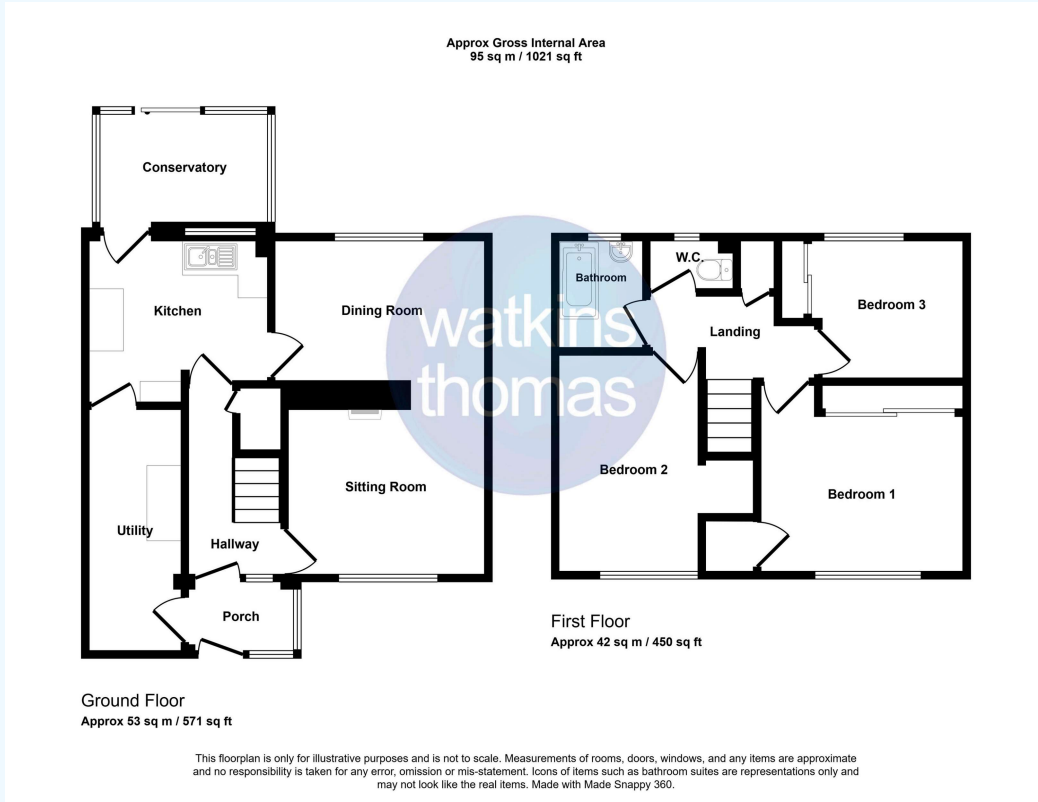 Approx Gross Internal Area
95 sq m / 1021 sq ft
Conservatory
Kitchen
Dining Room
Sitting Room
Utility
Hallway
Porch
W.C.
Bathroom
Landing
Bedroom 3
Bedroom 2
Bedroom 1
watkins
thomas
First Floor
Approx 42 sq m / 450 sq ft
Ground Floor
Approx 53 sq m / 571 sq ft
This floorplan is only for illustrative purposes and is not to scale. Measurements of rooms, doors, windows, and any items are approximate
and no responsibility is taken for any error, omission or mis-statement. Icons of items such as bathroom suites are representations only and
may not look like the real items. Made with Made Snappy 360.